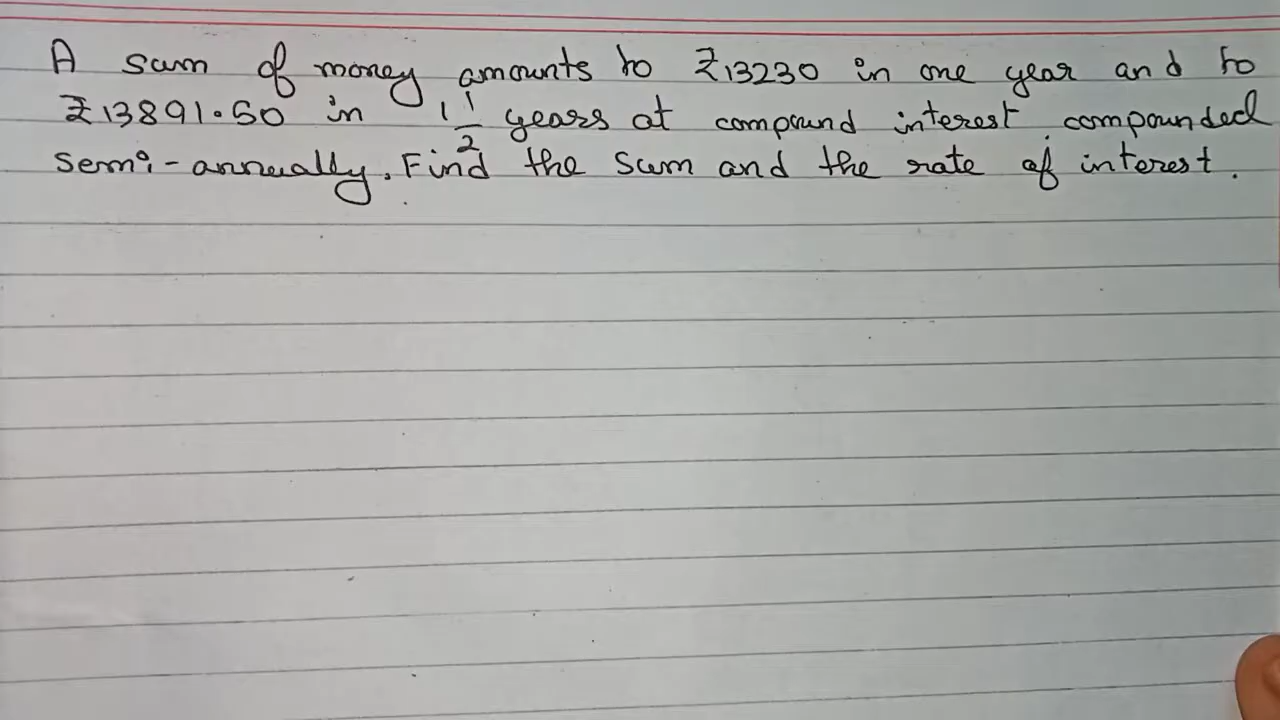 A sum of money amounts to ₹13230 in one year and to
₹13891.50 in 1 1/2 years at compound interest compounded
semi-annually. Find the sum and the rate of interest.